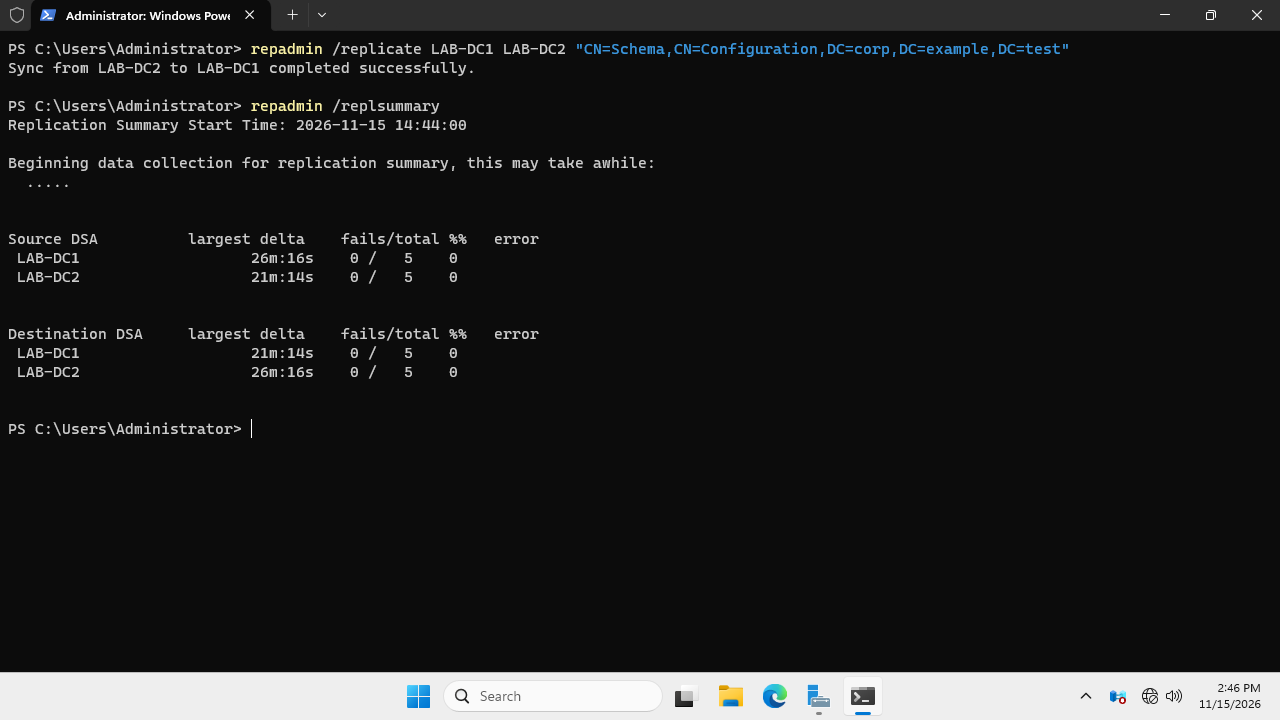 Administrator: Windows Powe
PS C:\Users\Administrator> repadmin /replicate LAB-DC1 LAB-DC2 "CN=Schema,CN=Configuration,DC=corp,DC=example,DC=test"
Sync from LAB-DC2 to LAB-DC1 completed successfully.
PS C:\Users\Administrator> repadmin /replsummary
Replication Summary Start Time: 2026-11-15 14:44:00
Beginning data collection for replication summary, this may take awhile:
.....
Source DSA          largest delta    fails/total %%   error
LAB-DC1                   26m:16s    0 /   5    0
LAB-DC2                   21m:14s    0 /   5    0
Destination DSA     largest delta    fails/total %%   error
LAB-DC1                   21m:14s    0 /   5    0
LAB-DC2                   26m:16s    0 /   5    0
PS C:\Users\Administrator>
Search
2:46 PM
11/15/2026